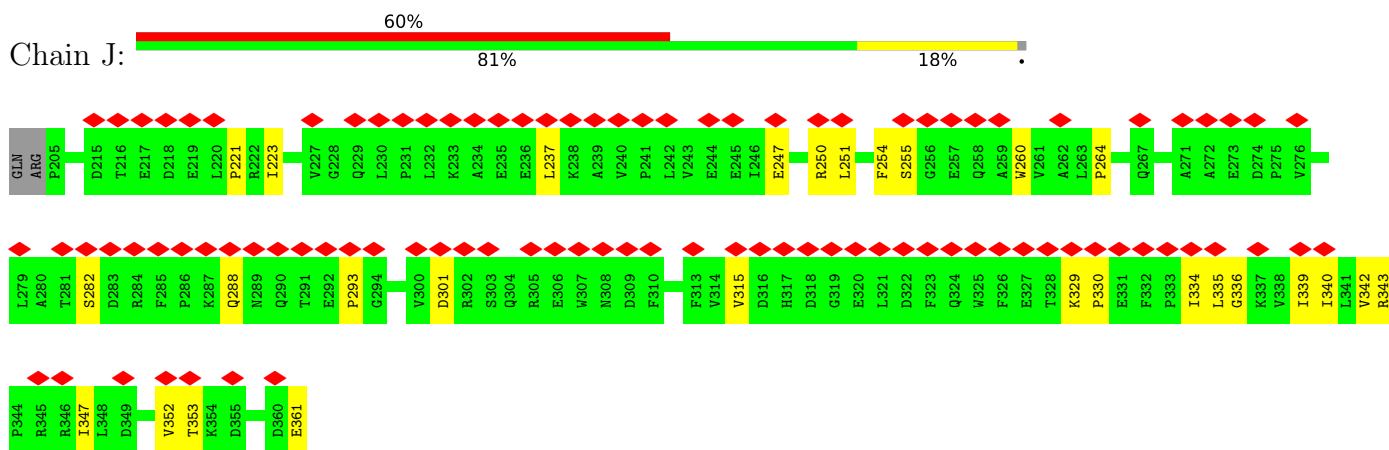 60%
Chain J:
81% 18% •
GLN ARG P205 D215 T216 E217 D218 E219 L220 P221 R222 I223 V227 G228 Q229 L230 P231 L232 K233 A234 E235 E236 L237 K238 A239 V240 P241 L242 V243 E244 E245 I246 E247 R250 L251 F254 S255 G256 E257 Q258 A259 W260 V261 A262 L263 P264 Q267 A271 A272 E273 D274 P275 V276
L279 A280 T281 S282 D283 R284 F285 P286 K287 Q288 N289 Q290 T291 E292 P293 G294 V300 D301 R302 S303 Q304 R305 E306 W307 N308 D309 F310 F313 V314 V315 D316 H317 D318 G319 E320 L321 D322 F323 Q324 W325 F326 E327 T328 K329 P330 E331 F332 P333 I334 L335 G336 K337 V338 I339 I340 L341 V342 R343
P344 R345 R346 I347 L348 D349 V352 T353 K354 D355 D360 E361